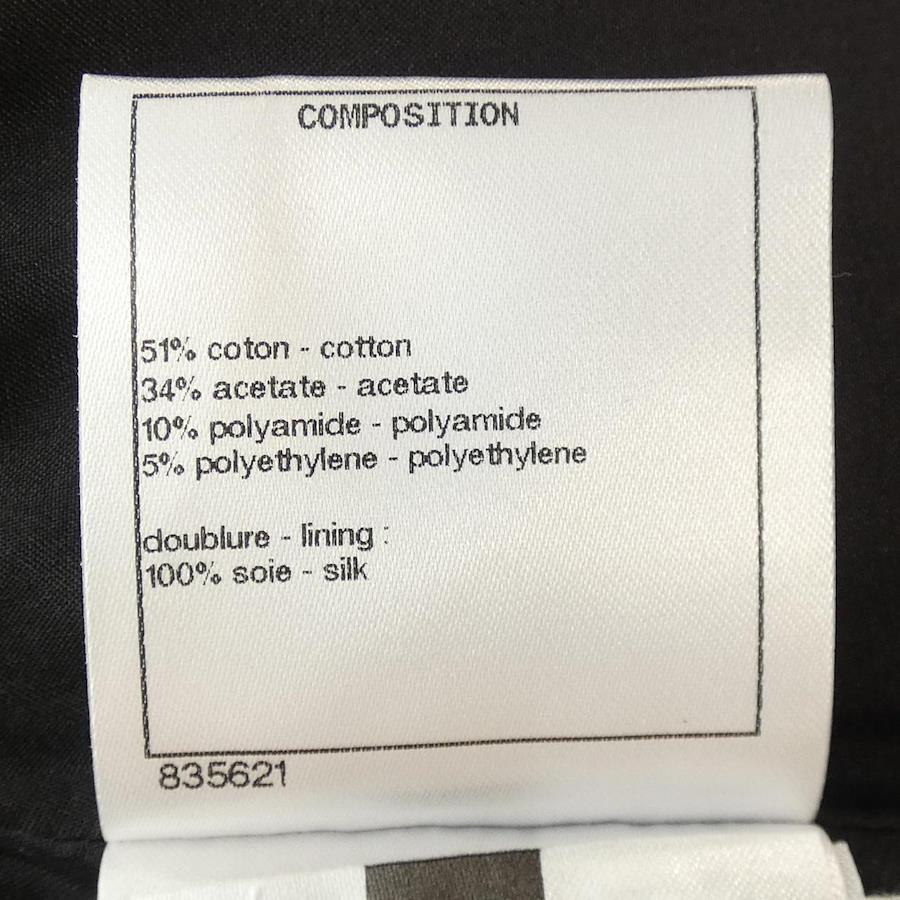 COMPOSITION
51% coton - cotton
34% acetate - acetate
10% polyamide - polyamide
5% polyethylene - polyethylene
doublure - lining :
100% soie - silk
835621